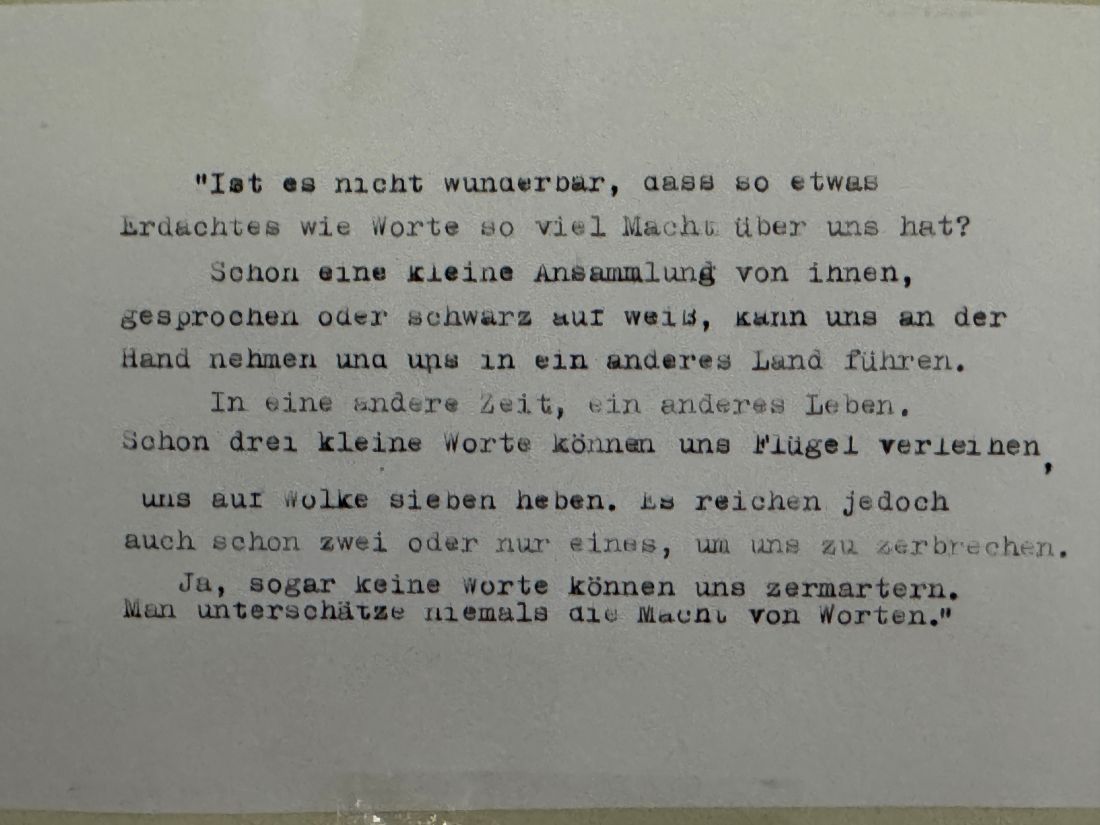 "Ist es nicht wunderbar, dass so etwas
Erdachtes wie Worte so viel Macht über uns hat?
Schon eine kleine Ansammlung von ihnen,
gesprochen oder schwarz auf weiß, kann uns an der
Hand nehmen und uns in ein anderes Land führen.
In eine andere Zeit, ein anderes Leben.
Schon drei kleine Worte können uns Flügel verleihen,
uns auf Wolke sieben heben. Es reichen jedoch
auch schon zwei oder nur eines, um uns zu zerbrechen.
Ja, sogar keine Worte können uns zermartern.
Man unterschätze niemals die Macht von Worten."